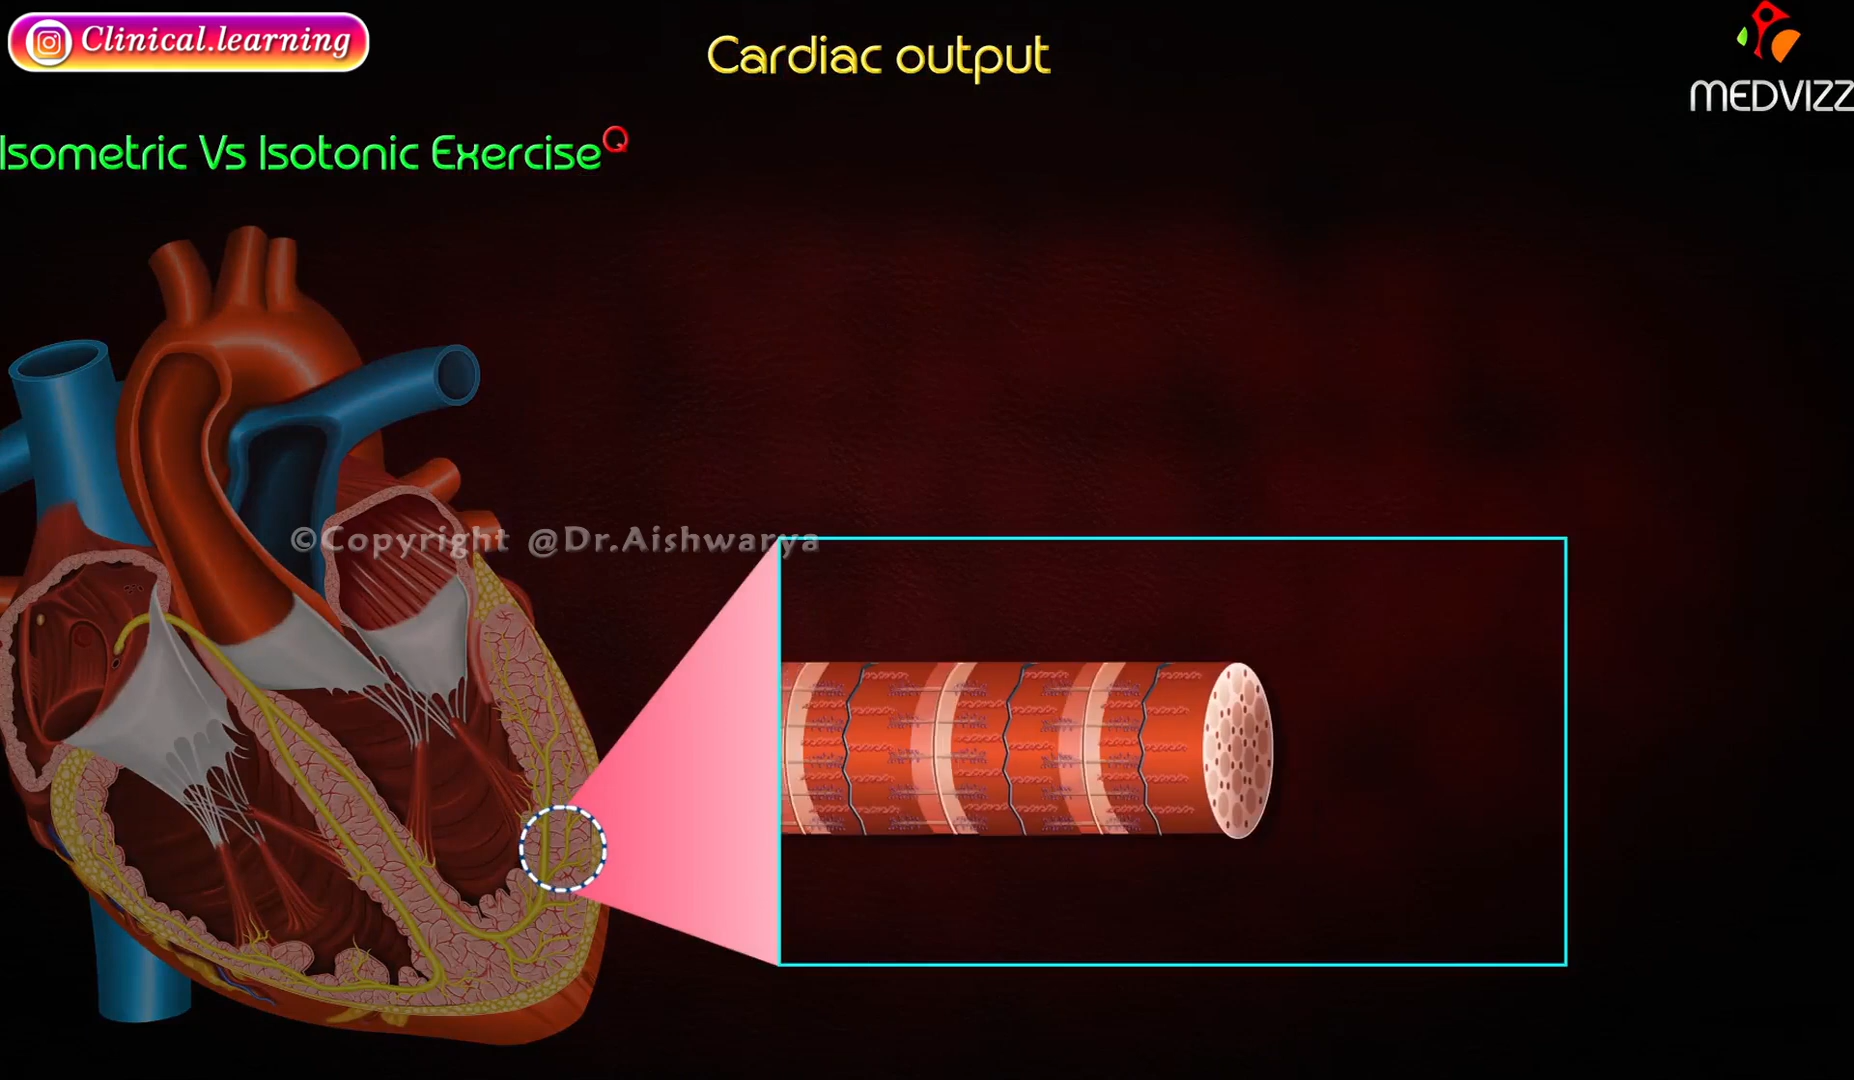 Clinical.learning
Cardiac output
MEDVIZZ
Isometric Vs Isotonic Exercise Q
©Copyright @Dr.Aishwarya